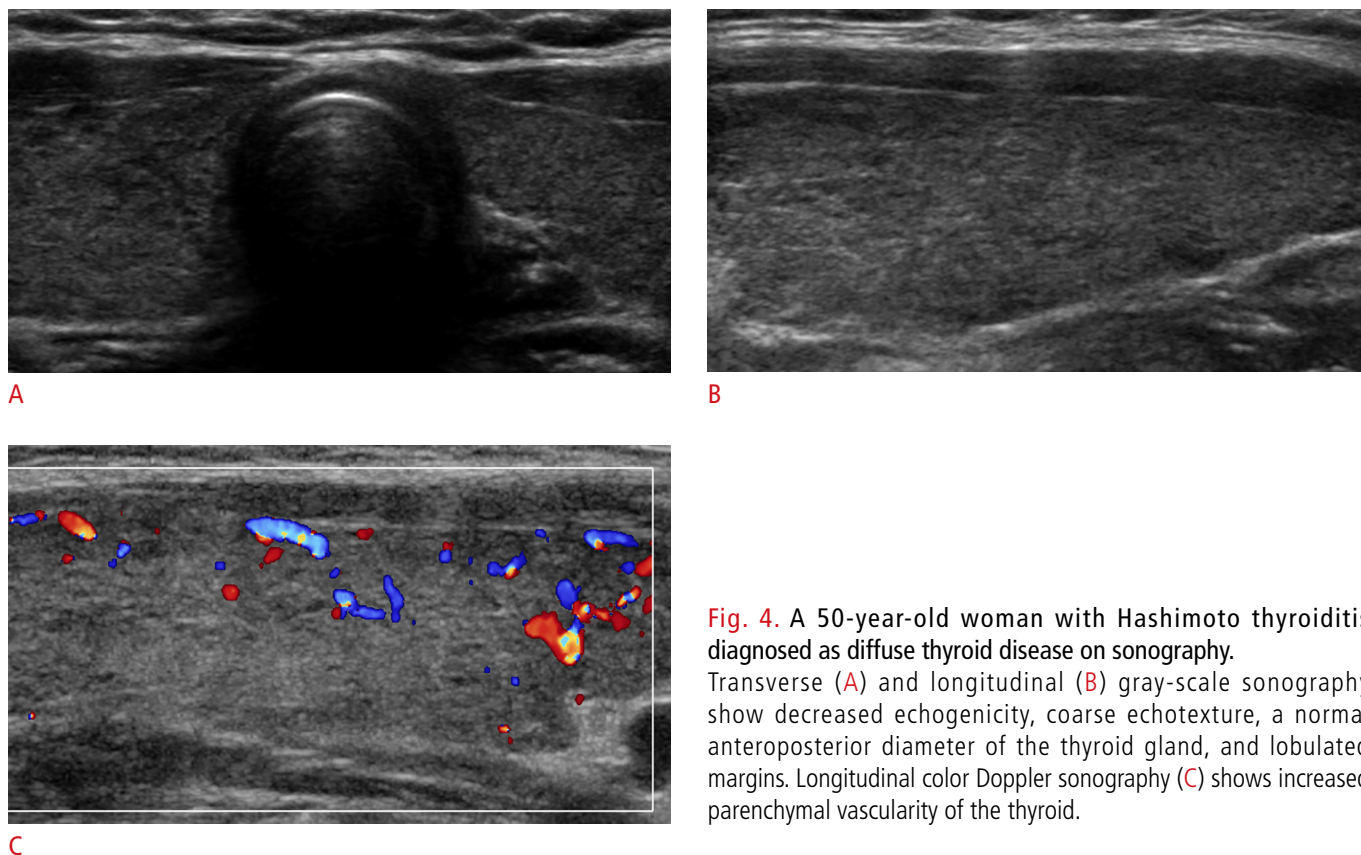 A
B
C
Fig. 4. A 50-year-old woman with Hashimoto thyroiditis
diagnosed as diffuse thyroid disease on sonography.
Transverse (A) and longitudinal (B) gray-scale sonography
show decreased echogenicity, coarse echotexture, a normal
anteroposterior diameter of the thyroid gland, and lobulated
margins. Longitudinal color Doppler sonography (C) shows increased
parenchymal vascularity of the thyroid.